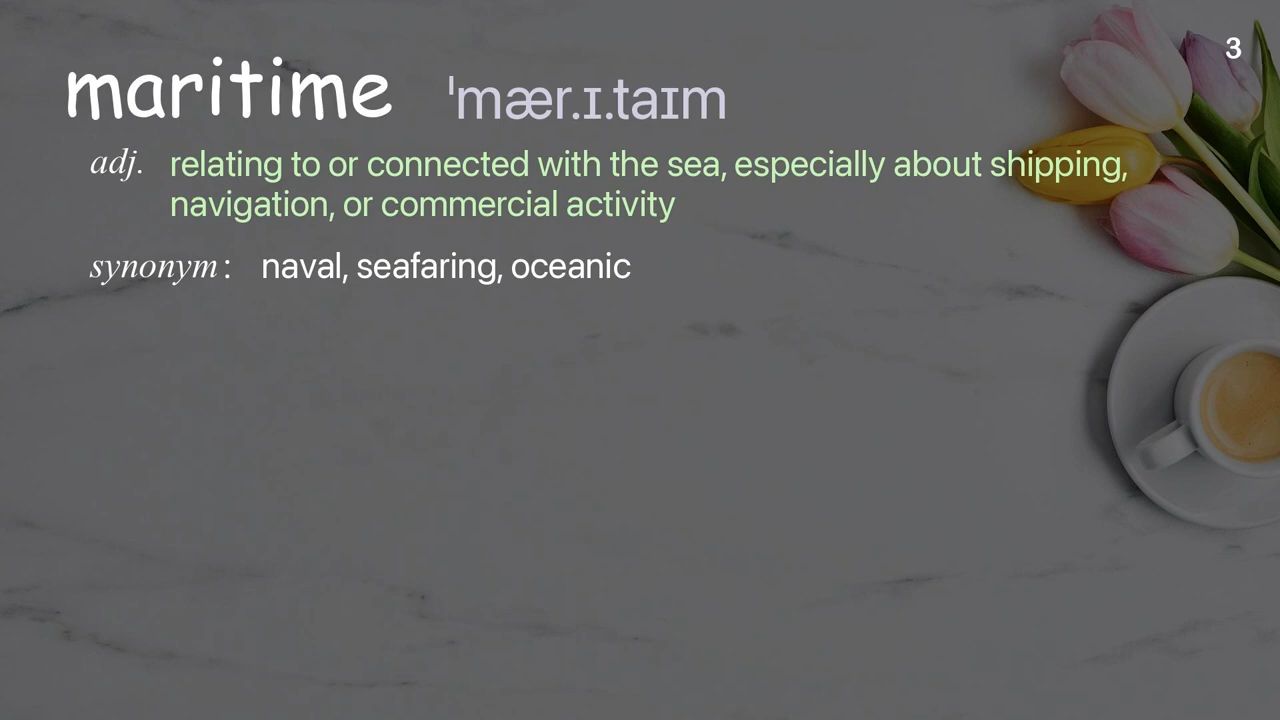 3
maritime ˈmær.ɪ.taɪm
adj. relating to or connected with the sea, especially about shipping,
navigation, or commercial activity
synonym : naval, seafaring, oceanic